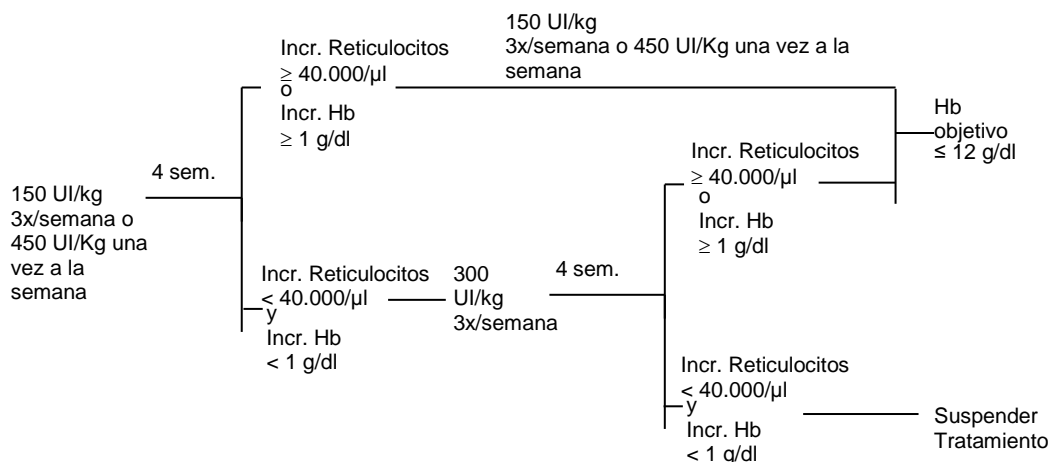 150 UI/kg
3x/semana o
450 UI/Kg una
vez a la
semana
4 sem.
Incr. Reticulocitos
≥ 40.000/µl
o
Incr. Hb
≥ 1 g/dl
150 UI/kg
3x/semana o 450 UI/Kg una vez a la
semana
Incr. Reticulocitos
< 40.000/µl
y
Incr. Hb
< 1 g/dl
300
UI/kg
3x/semana
4 sem.
Incr. Reticulocitos
≥ 40.000/µl
o
Incr. Hb
≥ 1 g/dl
Hb
objetivo
≤ 12 g/dl
Incr. Reticulocitos
< 40.000/µl
y
Incr. Hb
< 1 g/dl
Suspender
Tratamiento